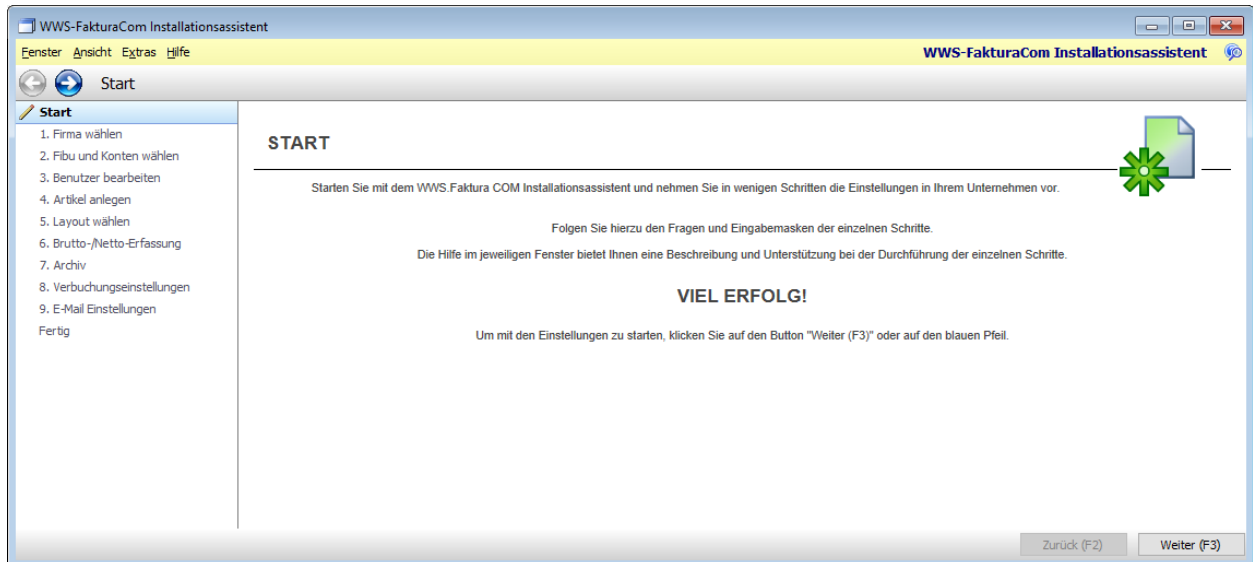 WWS-FakturaCom Installationsassistent
Fenster Ansicht Extras Hilfe
WWS-FakturaCom Installationsassistent
Start
Start
1. Firma wählen
2. Fibu und Konten wählen
3. Benutzer bearbeiten
4. Artikel anlegen
5. Layout wählen
6. Brutto-/Netto-Erfassung
7. Archiv
8. Verbuchungseinstellungen
9. E-Mail Einstellungen
Fertig
START
Starten Sie mit dem WWS.Faktura COM Installationsassistent und nehmen Sie in wenigen Schritten die Einstellungen in Ihrem Unternehmen vor.
Folgen Sie hierzu den Fragen und Eingabemasken der einzelnen Schritte.
Die Hilfe im jeweiligen Fenster bietet Ihnen eine Beschreibung und Unterstützung bei der Durchführung der einzelnen Schritte.
VIEL ERFOLG!
Um mit den Einstellungen zu starten, klicken Sie auf den Button "Weiter (F3)" oder auf den blauen Pfeil.
Zurück (F2)
Weiter (F3)